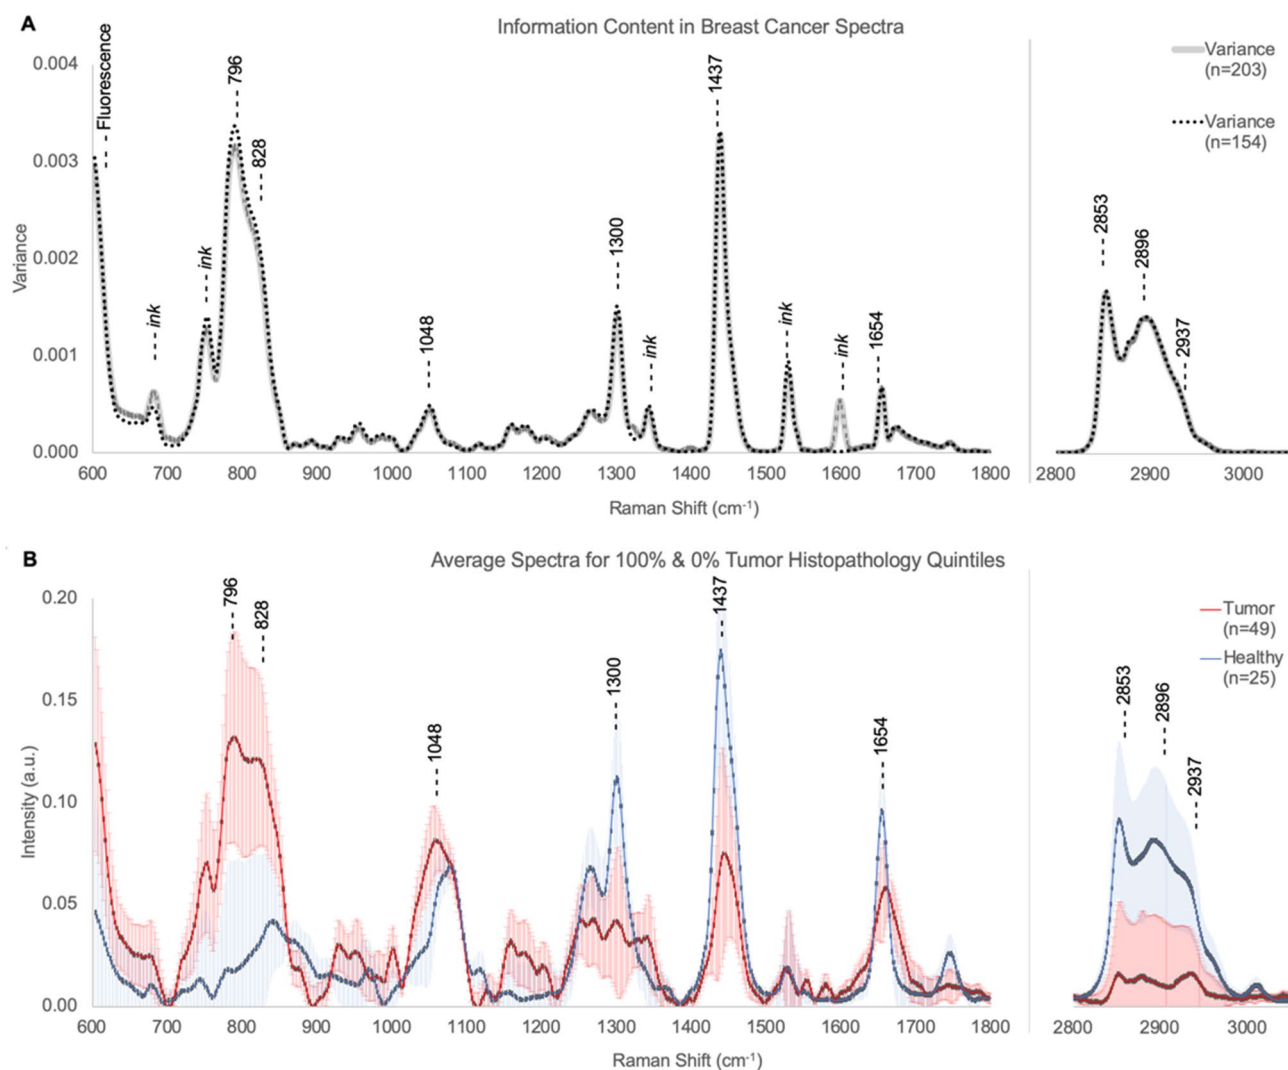 A
Information Content in Breast Cancer Spectra
Fluorescence
796
828
ink
ink
1048
1300
ink
1437
ink
ink
1654
2853
2896
2937
Variance
(n=203)
Variance
(n=154)
Variance
0.004
0.003
0.002
0.001
0.000
600 700 800 900 1000 1100 1200 1300 1400 1500 1600 1700 1800
2800 2900 3000
Raman Shift (cm-1)
B
Average Spectra for 100% & 0% Tumor Histopathology Quintiles
796
828
1048
1300
1437
1654
2853
2896
2937
Tumor
(n=49)
Healthy
(n=25)
Intensity (a.u.)
0.20
0.15
0.10
0.05
0.00
600 700 800 900 1000 1100 1200 1300 1400 1500 1600 1700 1800
2800 2900 3000
Raman Shift (cm-1)